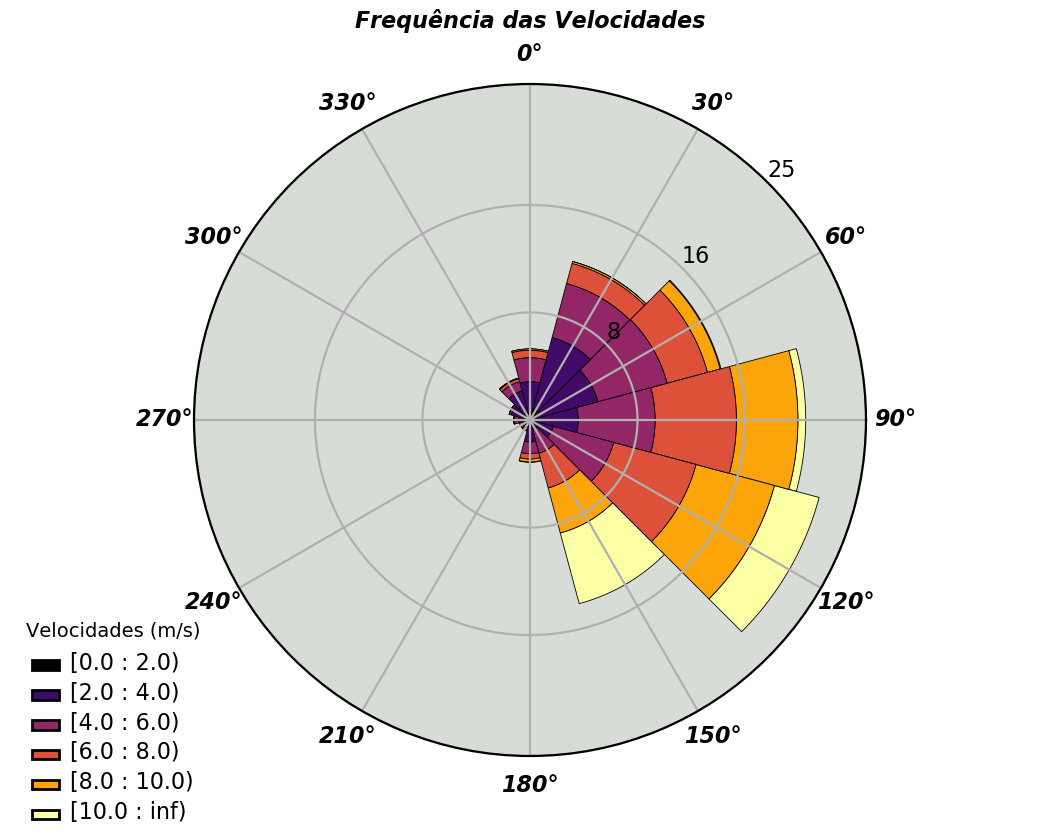 Frequência das Velocidades
0°
330°
30°
25
300°
60°
16
8
270°
90°
240°
120°
210°
150°
180°
Velocidades (m/s)
[0.0 : 2.0)
[2.0 : 4.0)
[4.0 : 6.0)
[6.0 : 8.0)
[8.0 : 10.0)
[10.0 : inf)